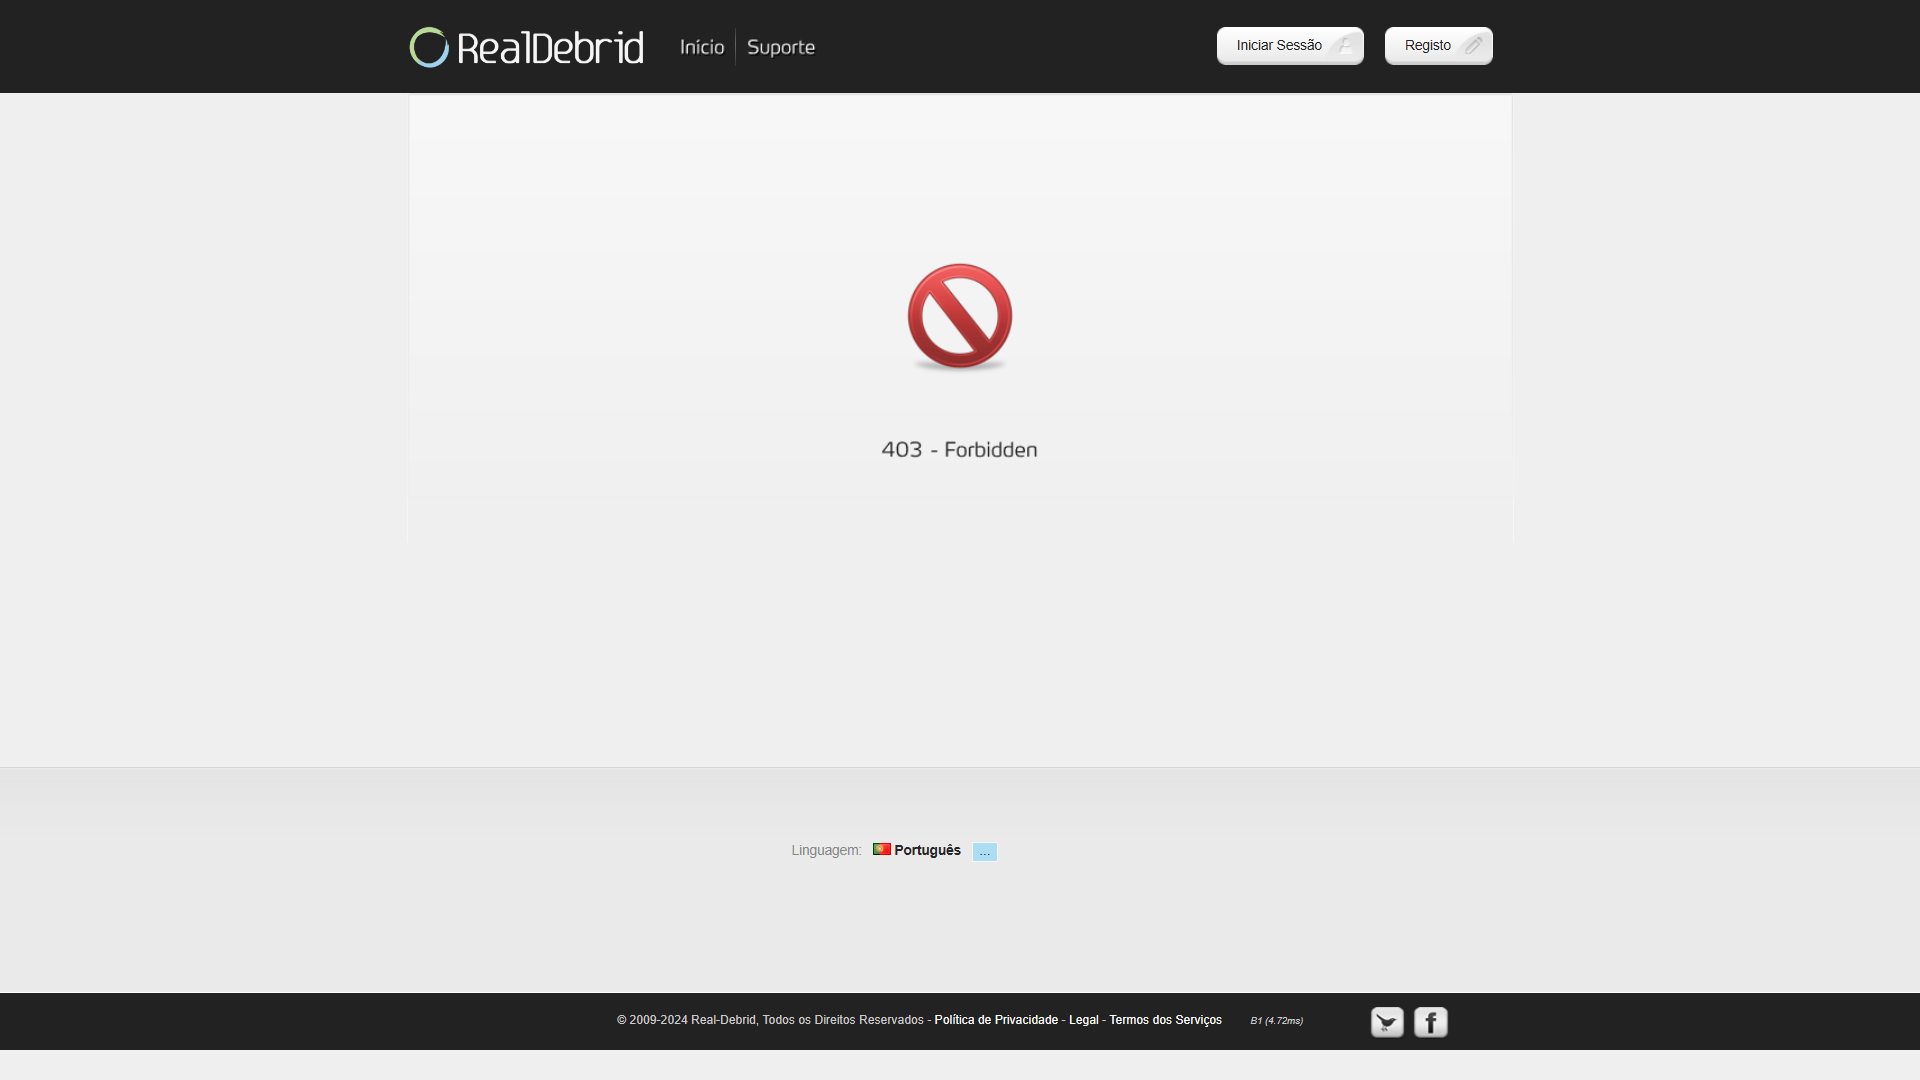 RealDebrid
Início
Suporte
Iniciar Sessão
Registo
403 - Forbidden
Linguagem: Português ...
© 2009-2024 Real-Debrid, Todos os Direitos Reservados - Política de Privacidade - Legal - Termos dos Serviços
B1 (4.72ms)